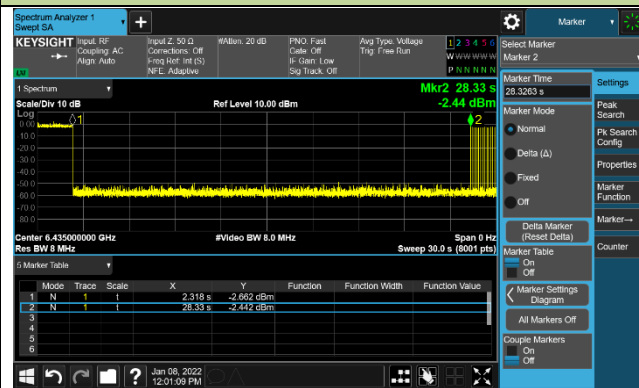 Spectrum Analyzer 1
Swept SA
Marker
KEYSIGHT
Input: RF
Coupling: AC
Align: Auto
Input Z: 50 Ω
Corrections: Off
Freq Ref: Int (S)
NFE: Adaptive
#Atten: 20 dB
PNO: Fast
Gate: Off
IF Gain: Low
Sig Track: Off
Avg Type: Voltage
Trig: Free Run
1 2 3 4 5 6
W W W W W W
P N N N N N
Select Marker
Marker 2
LXI
1 Spectrum
Scale/Div 10 dB
Ref Level 10.00 dBm
Mkr2 28.33 s
-2.44 dBm
Log
0.00
-10.0
-20.0
-30.0
-40.0
-50.0
-60.0
-70.0
-80.0
1
2
Center 6.435000000 GHz
Res BW 8 MHz
#Video BW 8.0 MHz
Span 0 Hz
Sweep 30.0 s (8001 pts)
5 Marker Table
Mode Trace Scale X Y Function Function Width Function Value
1 N 1 t 2.318 s -2.662 dBm
2 N 1 t 28.33 s -2.442 dBm
3
4
5
6
Marker Time
28.3263 s
Marker Mode
Normal
Delta (Δ)
Fixed
Off
Delta Marker
(Reset Delta)
Marker Table
On
Off
Marker Settings
Diagram
All Markers Off
Couple Markers
On
Off
Settings
Peak
Search
Pk Search
Config
Properties
Marker
Function
Marker→
Counter
Jan 08, 2022
12:01:09 PM